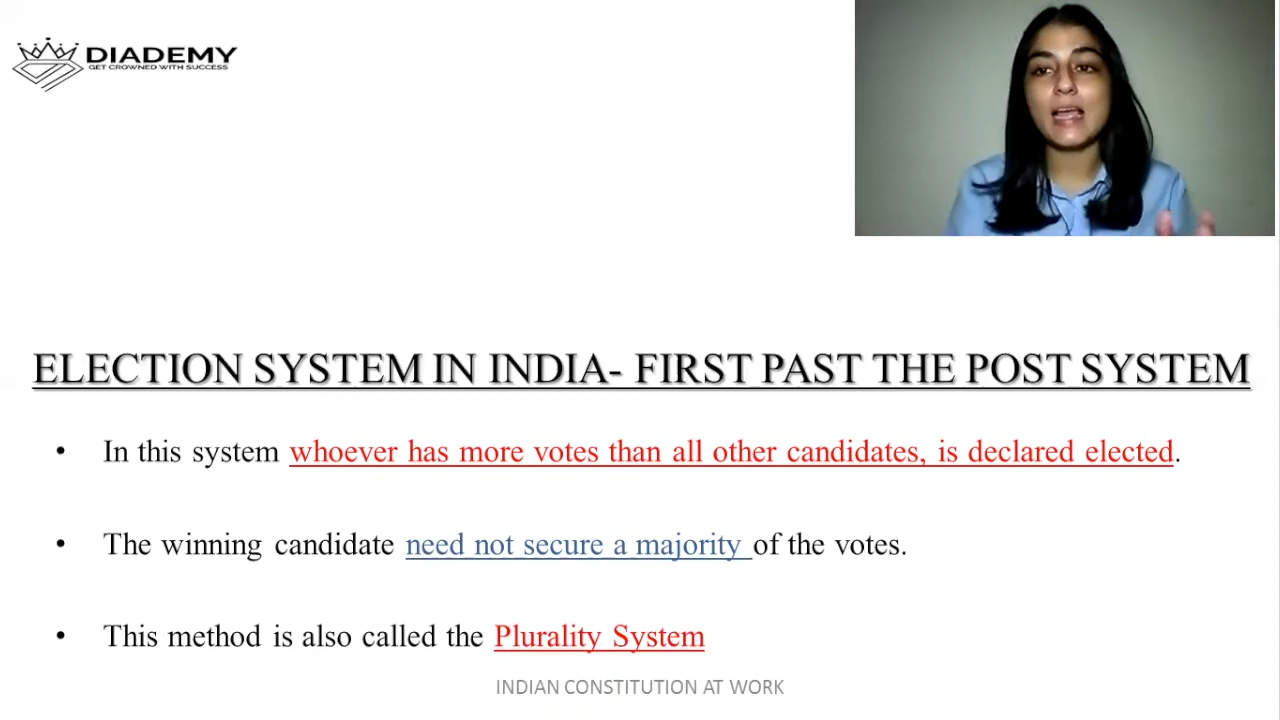 DIADEMY
GET CROWNED WITH SUCCESS
ELECTION SYSTEM IN INDIA- FIRST PAST THE POST SYSTEM
• In this system whoever has more votes than all other candidates, is declared elected.
• The winning candidate need not secure a majority of the votes.
• This method is also called the Plurality System
INDIAN CONSTITUTION AT WORK